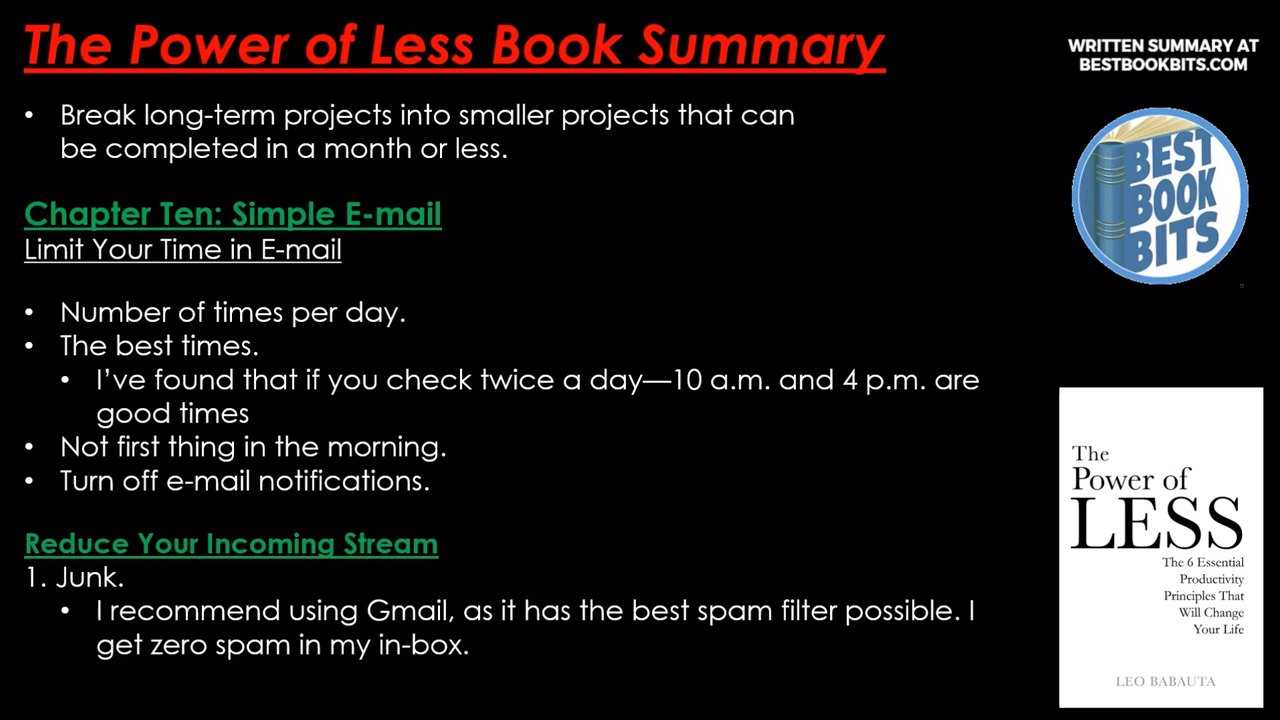 The Power of Less Book Summary
WRITTEN SUMMARY AT
BESTBOOKBITS.COM
• Break long-term projects into smaller projects that can
be completed in a month or less.
BEST
BOOK
BITS
Chapter Ten: Simple E-mail
Limit Your Time in E-mail
• Number of times per day.
• The best times.
• I’ve found that if you check twice a day—10 a.m. and 4 p.m. are
good times
• Not first thing in the morning.
• Turn off e-mail notifications.
Reduce Your Incoming Stream
1. Junk.
• I recommend using Gmail, as it has the best spam filter possible. I
get zero spam in my in-box.
The
Power of
LESS
The 6 Essential
Productivity
Principles That
Will Change
Your Life
LEO BABAUTA